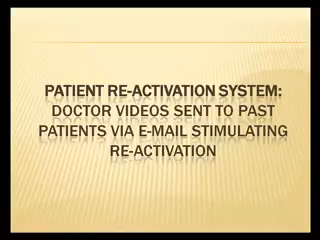 PATIENT RE-ACTIVATION SYSTEM:
DOCTOR VIDEOS SENT TO PAST
PATIENTS VIA E-MAIL STIMULATING
RE-ACTIVATION